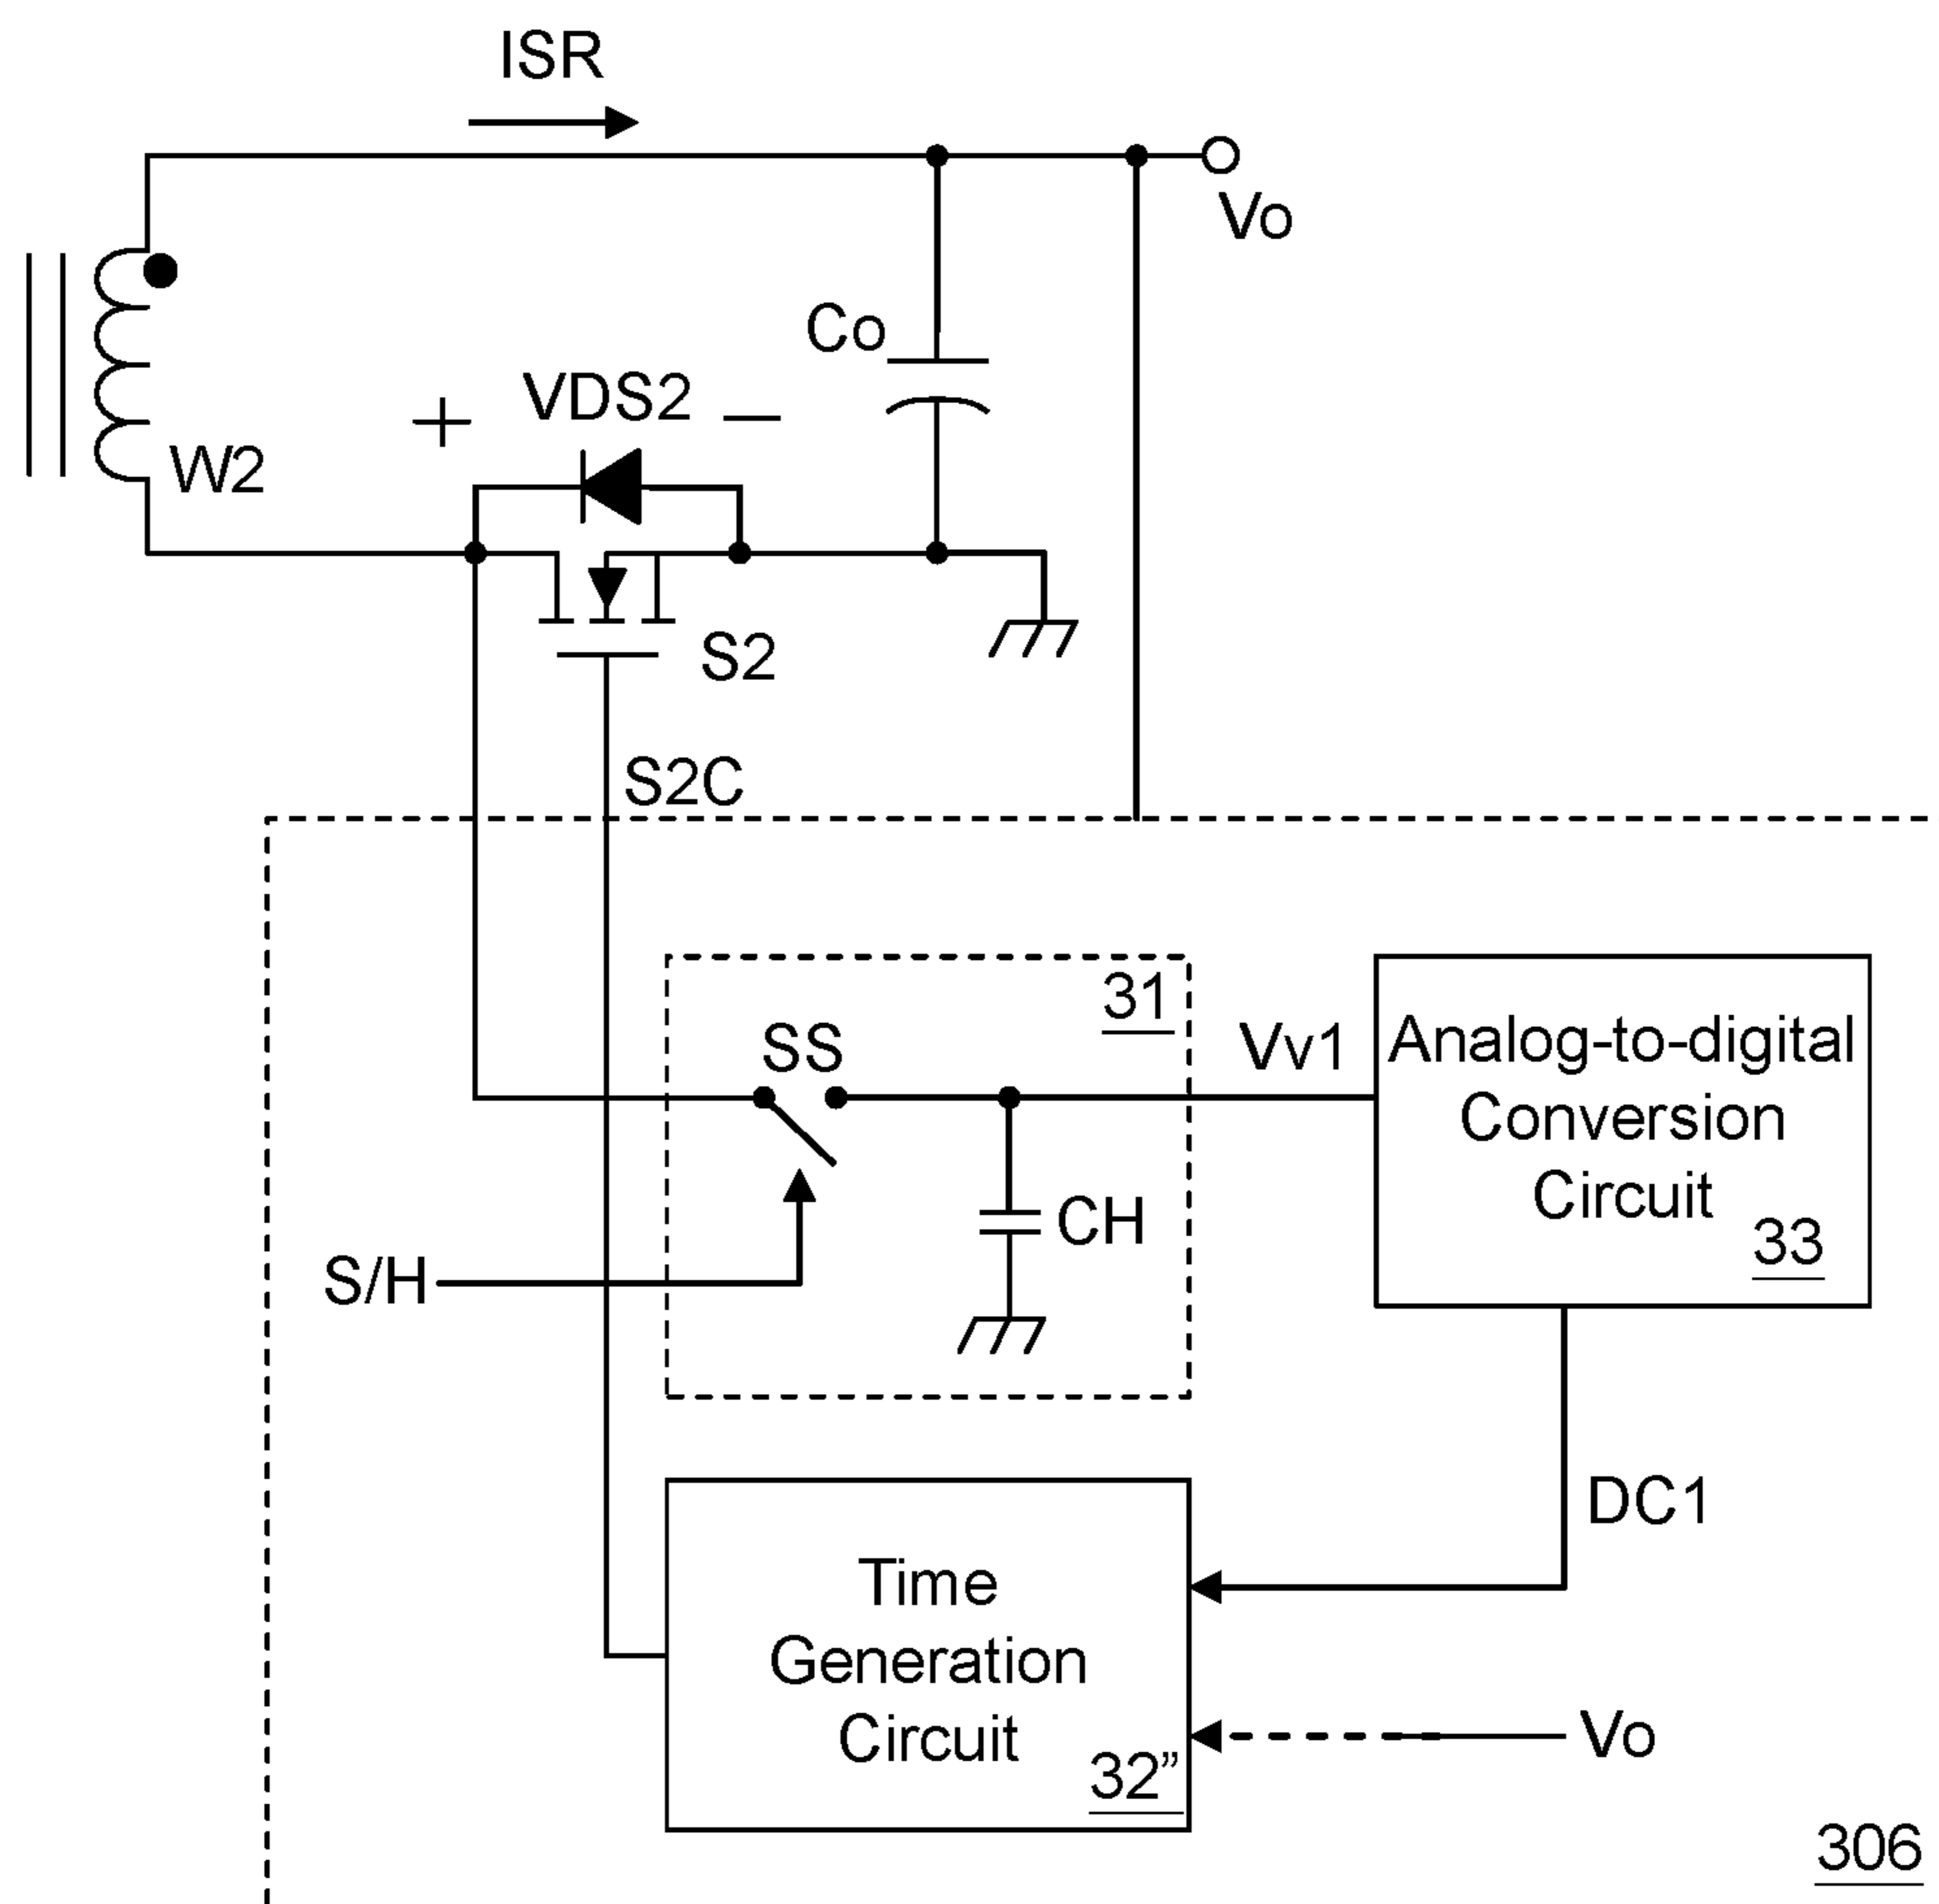 ISR
Vo
Co
+ VDS2 —
W2
S2
S2C
31
SS
Vv1
Analog-to-digital
Conversion
Circuit
33
CH
S/H
DC1
Time
Generation
Circuit
32”
Vo
306